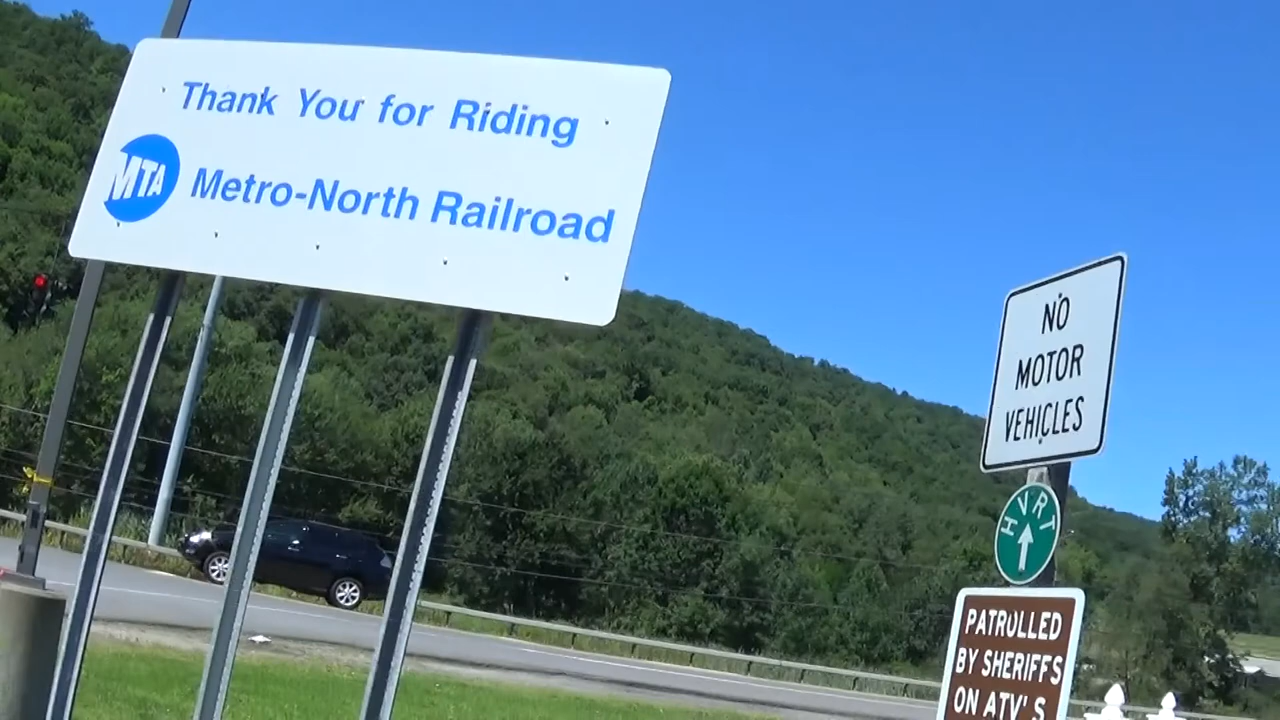 Thank You for Riding
MTA
Metro-North Railroad
NO
MOTOR
VEHICLES
HVRT
PATROLLED
BY SHERIFFS
ON ATV'S